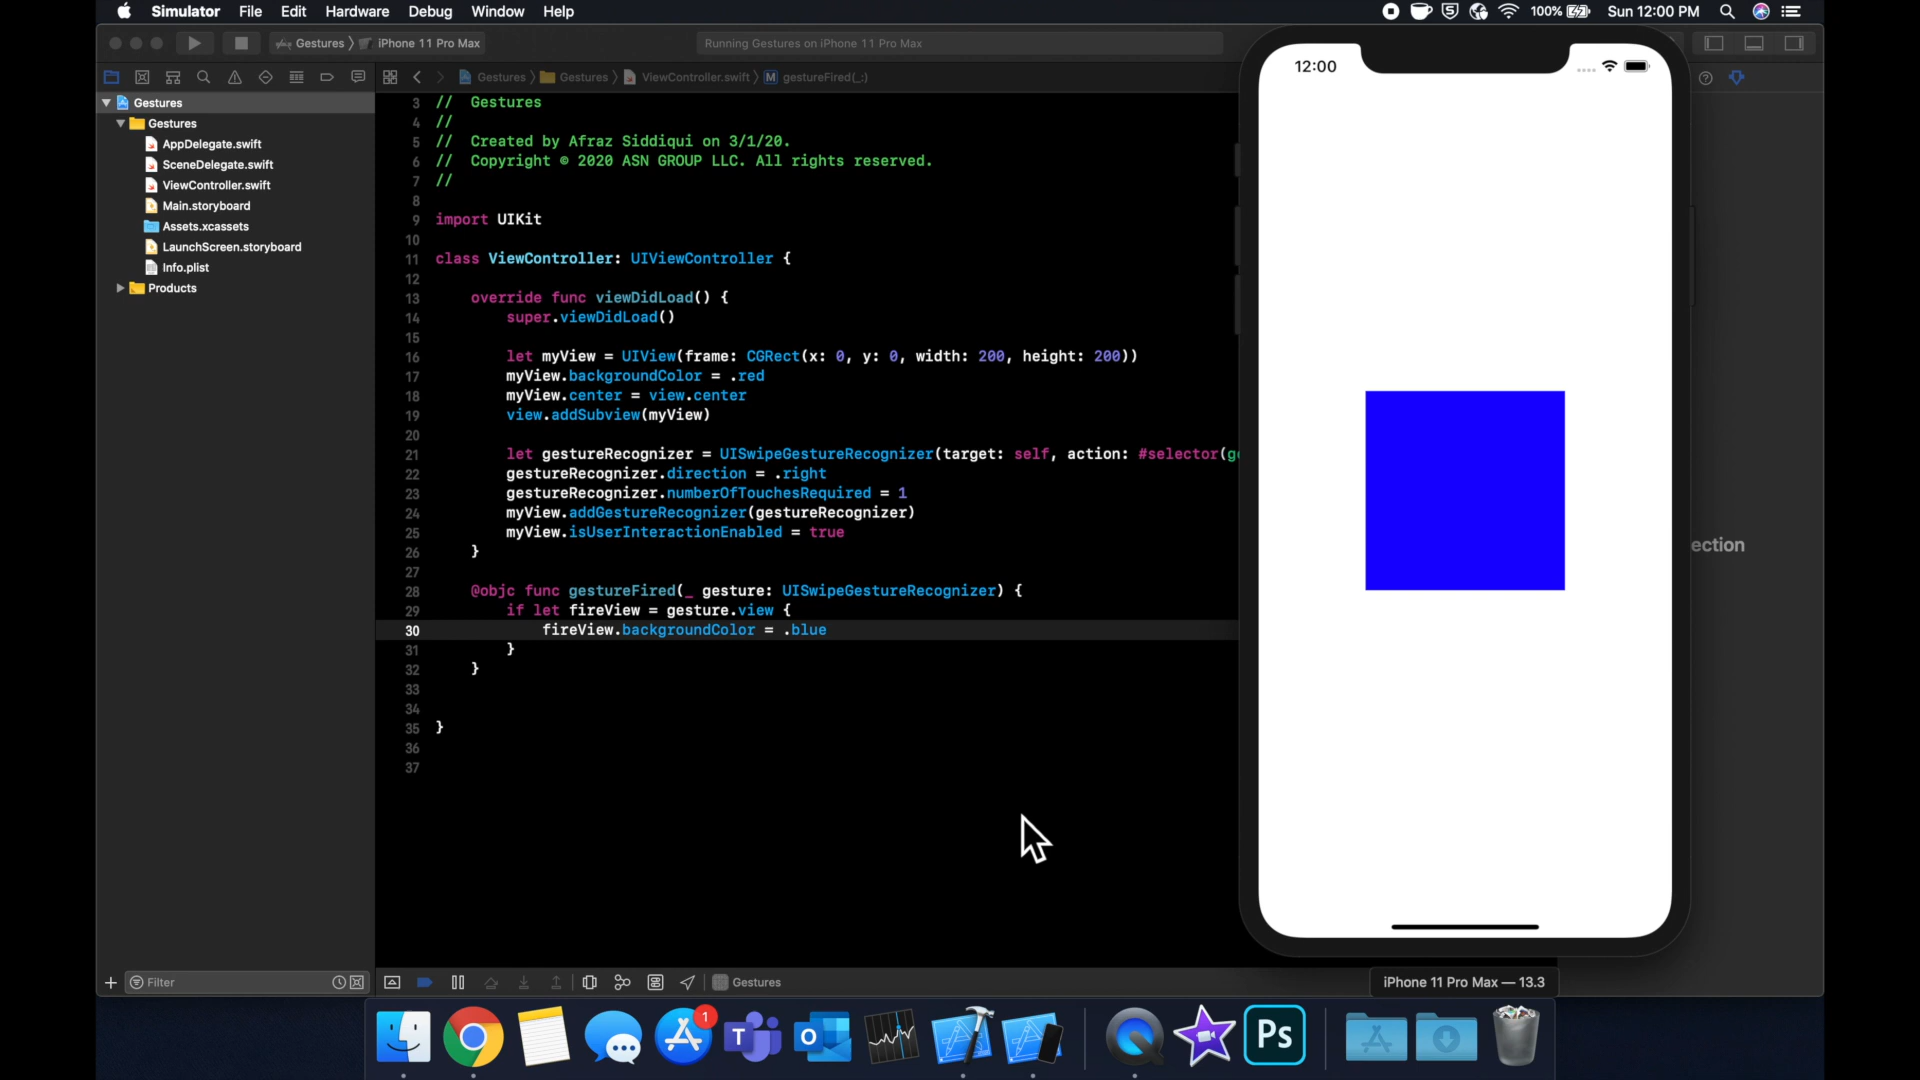 Simulator File Edit Hardware Debug Window Help
100% Sun 12:00 PM
Gestures iPhone 11 Pro Max
Running Gestures on iPhone 11 Pro Max
Gestures Gestures ViewController.swift M gestureFired(_:)
Gestures
Gestures
AppDelegate.swift
SceneDelegate.swift
ViewController.swift
Main.storyboard
Assets.xcassets
LaunchScreen.storyboard
Info.plist
Products
3 // Gestures
4 //
5 // Created by Afraz Siddiqui on 3/1/20.
6 // Copyright © 2020 ASN GROUP LLC. All rights reserved.
7 //
8
9 import UIKit
10
11 class ViewController: UIViewController {
12
13 override func viewDidLoad() {
14 super.viewDidLoad()
15
16 let myView = UIView(frame: CGRect(x: 0, y: 0, width: 200, height: 200))
17 myView.backgroundColor = .red
18 myView.center = view.center
19 view.addSubview(myView)
20
21 let gestureRecognizer = UISwipeGestureRecognizer(target: self, action: #selector(g
22 gestureRecognizer.direction = .right
23 gestureRecognizer.numberOfTouchesRequired = 1
24 myView.addGestureRecognizer(gestureRecognizer)
25 myView.isUserInteractionEnabled = true
26 }
27
28 @objc func gestureFired(_ gesture: UISwipeGestureRecognizer) {
29 if let fireView = gesture.view {
30 fireView.backgroundColor = .blue
31 }
32 }
33
34
35 }
36
37
12:00
ection
Filter
Gestures
iPhone 11 Pro Max — 13.3
1
T
O
Ps